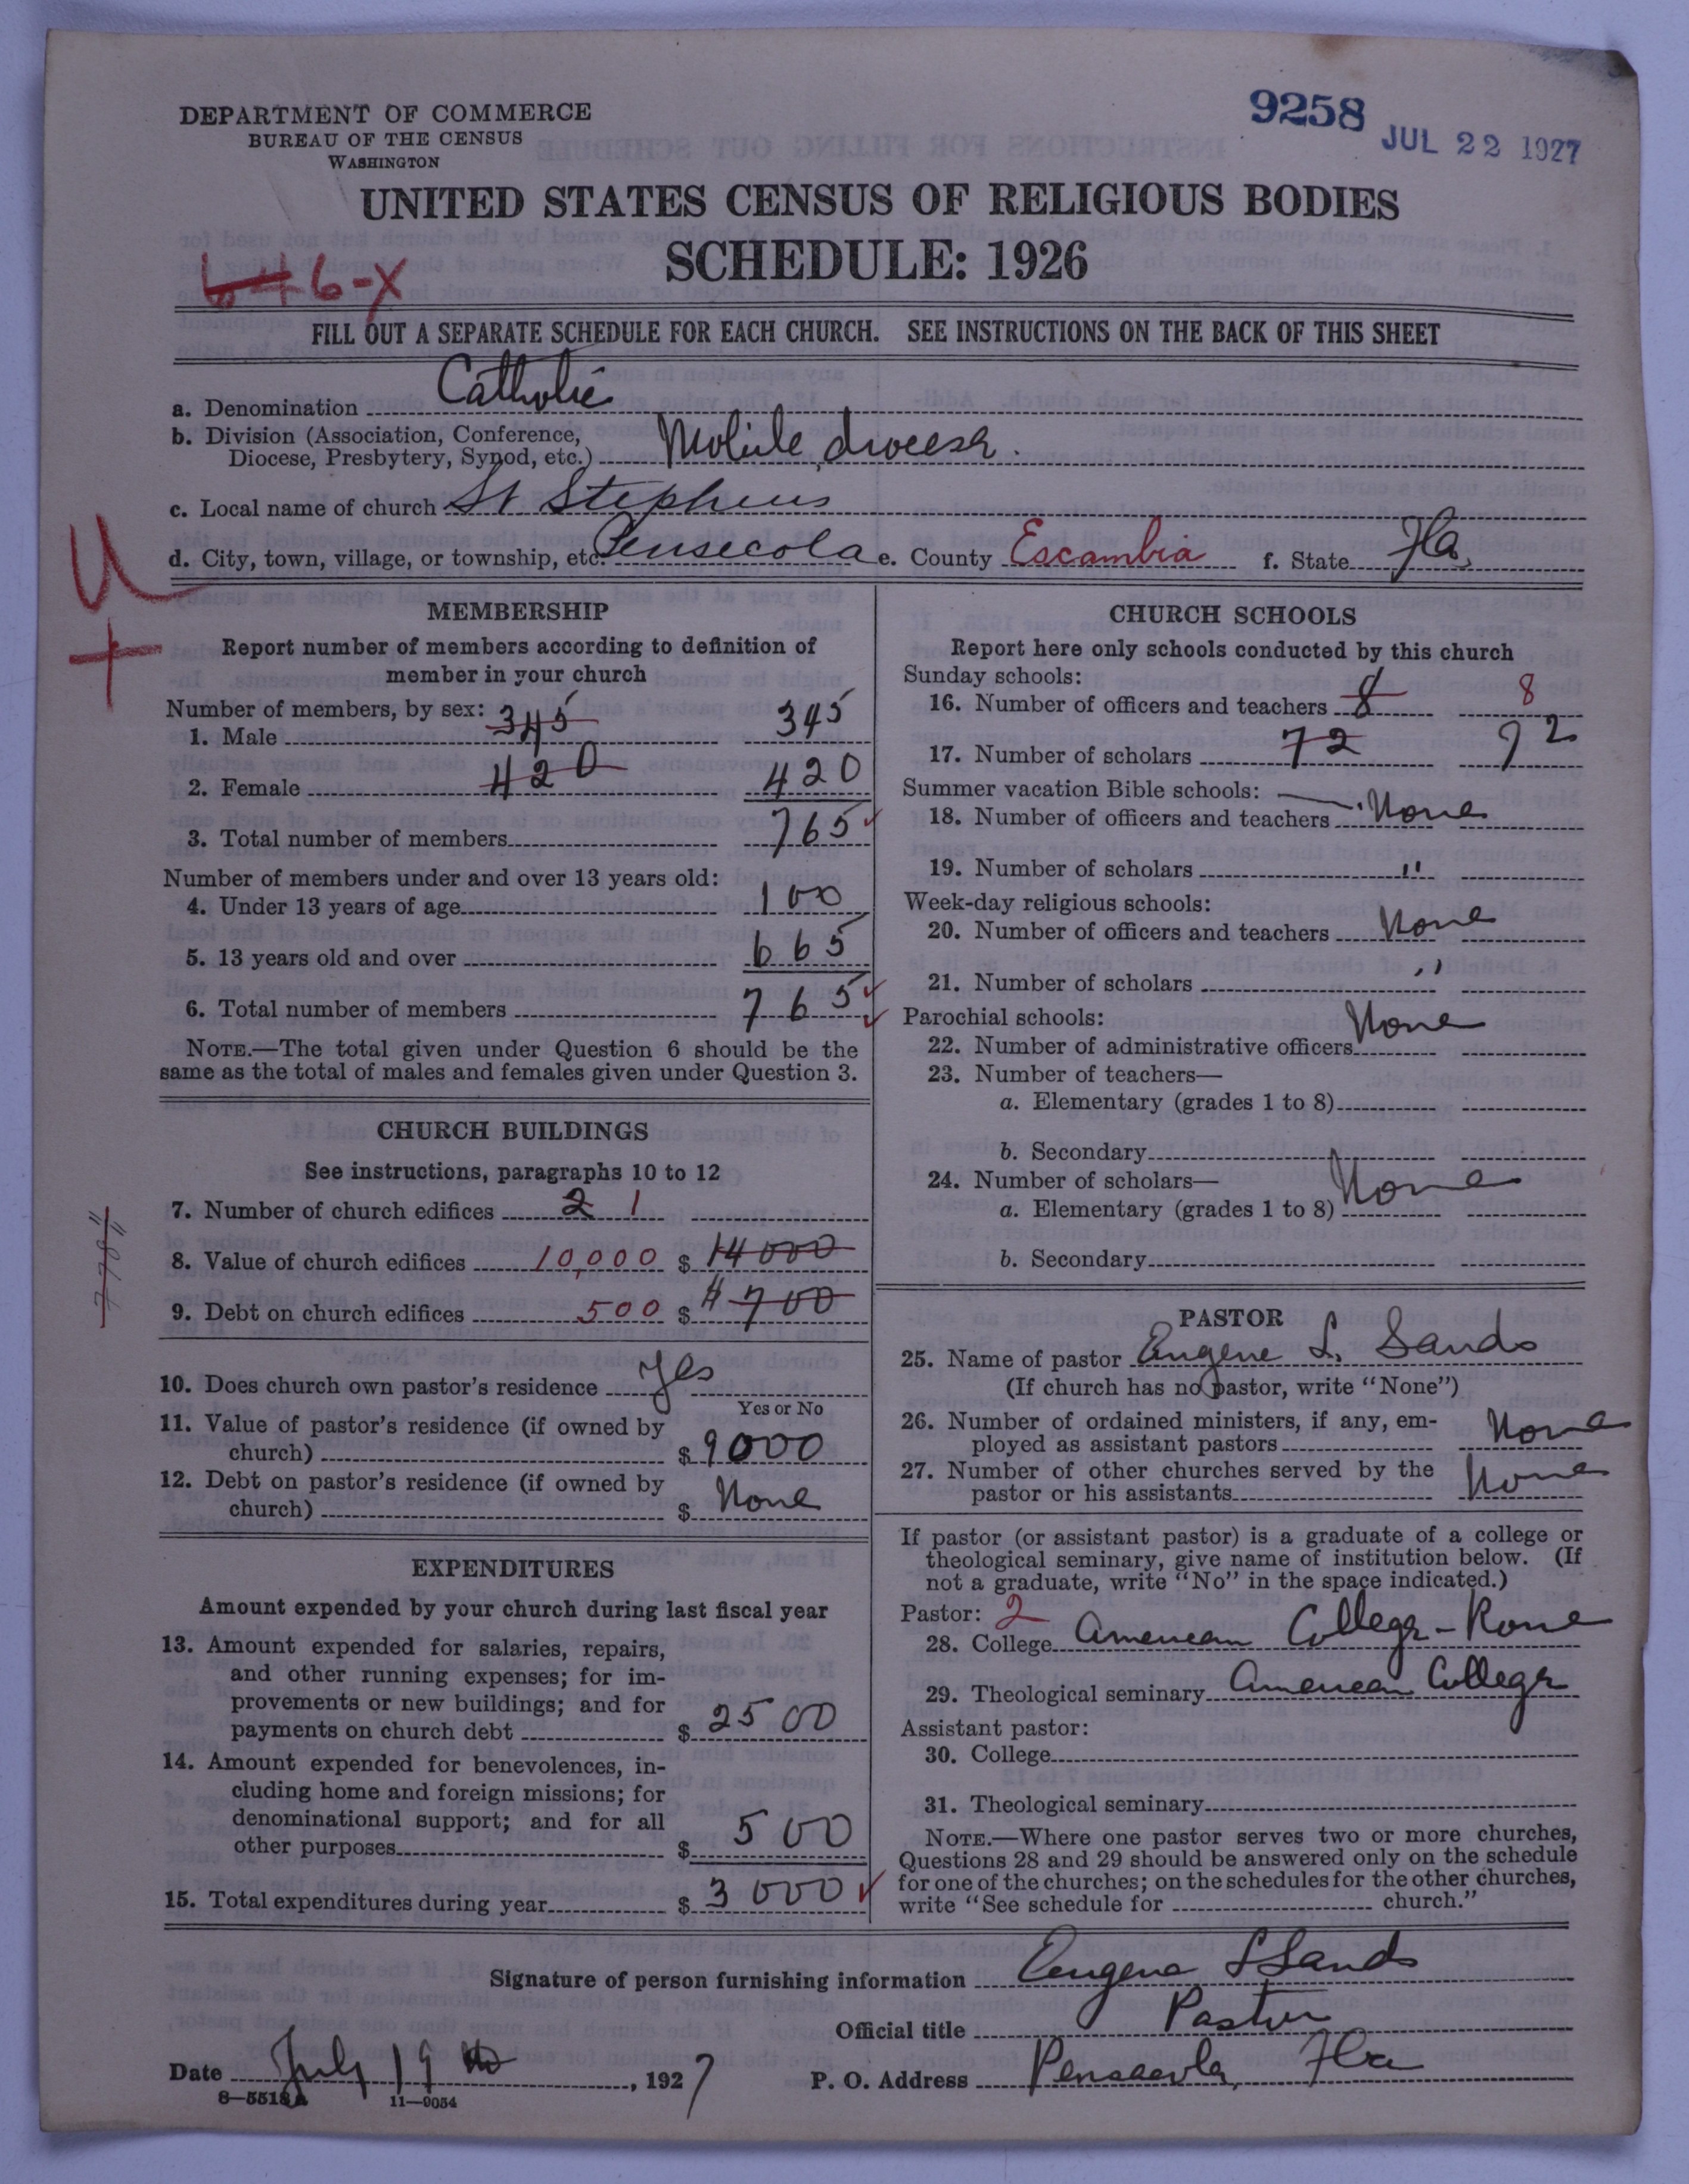 DEPARTMENT OF COMMERCE
BUREAU OF THE CENSUS
WASHINGTON
9258
JUL 22 1927
UNITED STATES CENSUS OF RELIGIOUS BODIES
SCHEDULE: 1926
6-X
FILL OUT A SEPARATE SCHEDULE FOR EACH CHURCH. SEE INSTRUCTIONS ON THE BACK OF THIS SHEET
a. Denomination Catholic
b. Division (Association, Conference,
Diocese, Presbytery, Synod, etc.) Mobile, diocese.
c. Local name of church St Stephens
d. City, town, village, or township, etc. Pensecola e. County Escambia f. State Fla,
MEMBERSHIP
Report number of members according to definition of
member in your church
Number of members, by sex:
1. Male 345 345
2. Female 420 420
3. Total number of members 765
Number of members under and over 13 years old:
4. Under 13 years of age 100
5. 13 years old and over 665
6. Total number of members 765
NOTE.—The total given under Question 6 should be the
same as the total of males and females given under Question 3.
CHURCH BUILDINGS
See instructions, paragraphs 10 to 12
7. Number of church edifices 2 1
8. Value of church edifices 10,000 $ 14000
9. Debt on church edifices 500 $ 700
10. Does church own pastor's residence Yes
Yes or No
11. Value of pastor's residence (if owned by
church) $ 9000
12. Debt on pastor's residence (if owned by
church) $ None
EXPENDITURES
Amount expended by your church during last fiscal year
13. Amount expended for salaries, repairs,
and other running expenses; for im-
provements or new buildings; and for
payments on church debt $ 2500
14. Amount expended for benevolences, in-
cluding home and foreign missions; for
denominational support; and for all
other purposes $ 500
15. Total expenditures during year $ 3000
CHURCH SCHOOLS
Report here only schools conducted by this church
Sunday schools:
16. Number of officers and teachers 8 8
17. Number of scholars 72 72
Summer vacation Bible schools:
18. Number of officers and teachers None
19. Number of scholars "
Week-day religious schools:
20. Number of officers and teachers None
21. Number of scholars "
Parochial schools:
22. Number of administrative officers None
23. Number of teachers—
a. Elementary (grades 1 to 8)
b. Secondary
24. Number of scholars—
a. Elementary (grades 1 to 8) None
b. Secondary
PASTOR
25. Name of pastor Eugene L. Sands
(If church has no pastor, write "None")
26. Number of ordained ministers, if any, em-
ployed as assistant pastors None
27. Number of other churches served by the
pastor or his assistants None
If pastor (or assistant pastor) is a graduate of a college or
theological seminary, give name of institution below. (If
not a graduate, write "No" in the space indicated.)
Pastor: 2
28. College American College - Rome
29. Theological seminary American College
Assistant pastor:
30. College
31. Theological seminary
NOTE.—Where one pastor serves two or more churches,
Questions 28 and 29 should be answered only on the schedule
for one of the churches; on the schedules for the other churches,
write "See schedule for church."
Signature of person furnishing information Eugene L Sands
Official title Pastor
Date July 19th, 1927 P. O. Address Pensacola, Fla
8—5518A 11—9054